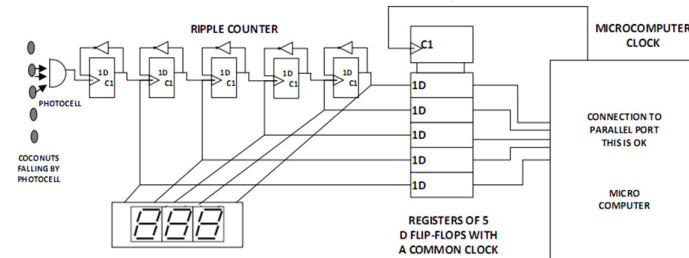 RIPPLE COUNTER
C1
MICROCOMPUTER
CLOCK
1D
C1
1D
C1
1D
C1
1D
C1
1D
C1
PHOTOCELL
COCONUTS
FALLING BY
PHOTOCELL
888
1D
1D
1D
1D
1D
REGISTERS OF 5
D FLIP-FLOPS WITH
A COMMON CLOCK
CONNECTION TO
PARALLEL PORT
THIS IS OK
MICRO
COMPUTER